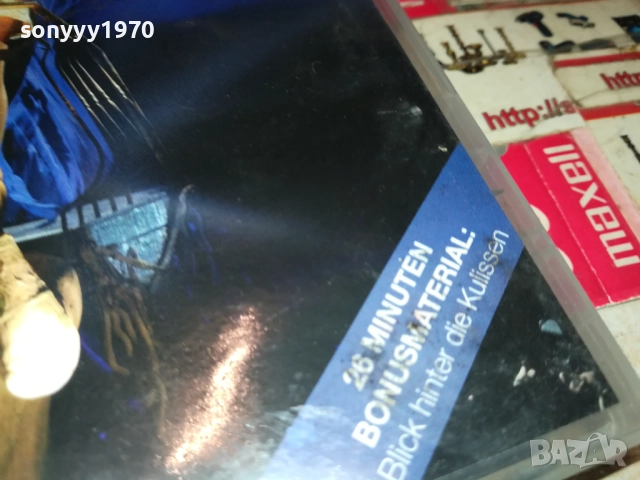 sonyyy1970
http://
maxell
26 MINUTEN
BONUSMATERIAL:
Blick hinter die Kulissen
BAZAR